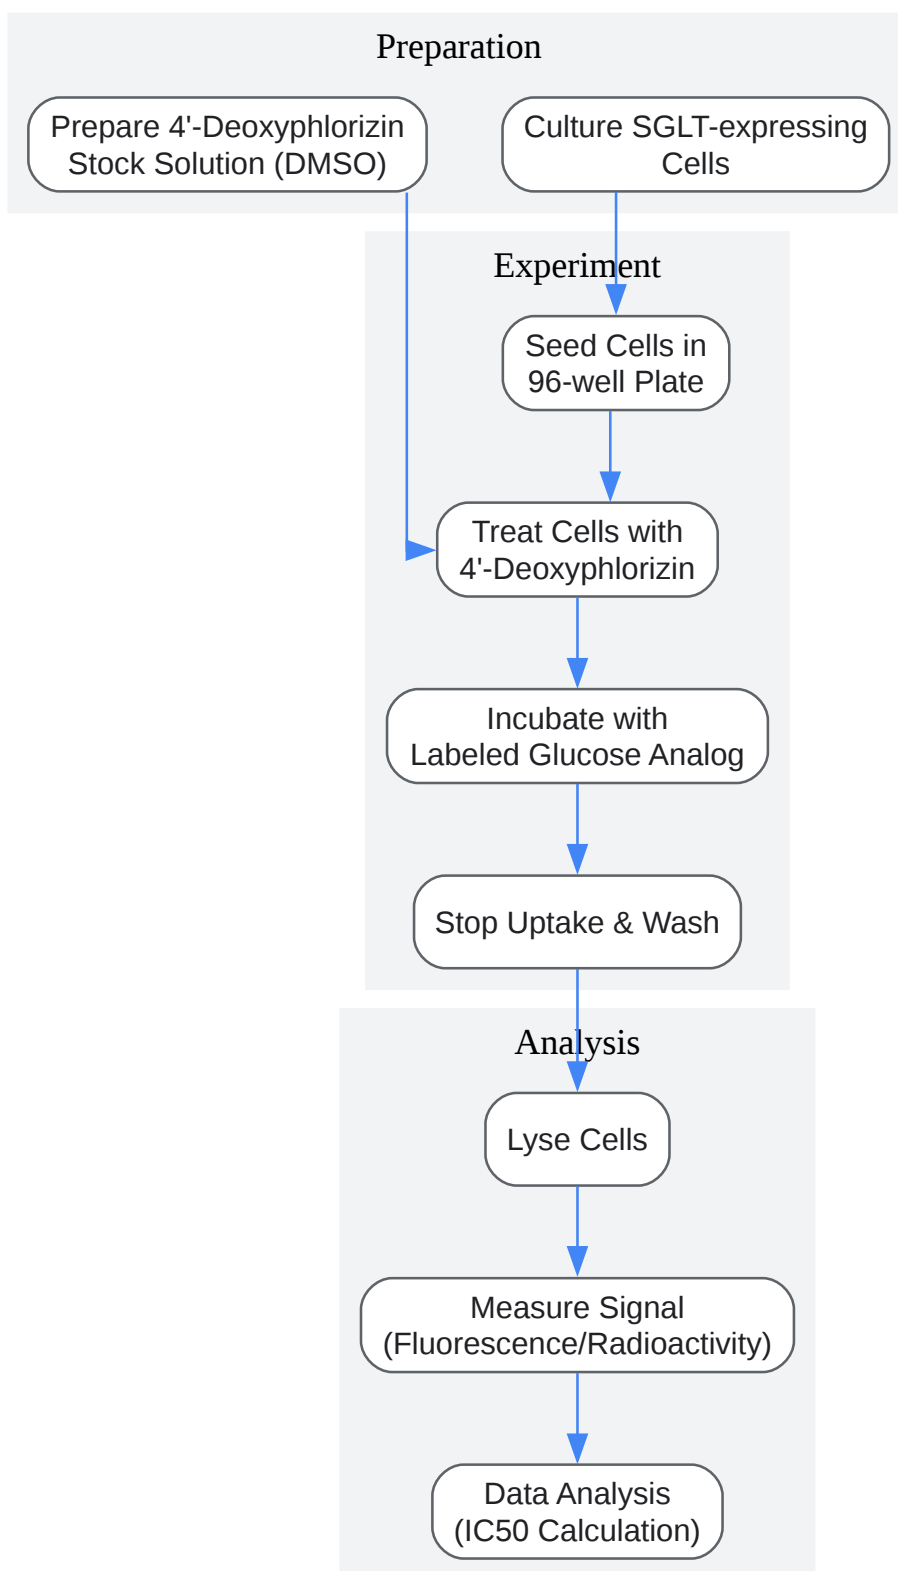 Preparation
Prepare 4'-Deoxyphlorizin
Stock Solution (DMSO)
Culture SGLT-expressing
Cells
Experiment
Seed Cells in
96-well Plate
Treat Cells with
4'-Deoxyphlorizin
Incubate with
Labeled Glucose Analog
Stop Uptake & Wash
Analysis
Lyse Cells
Measure Signal
(Fluorescence/Radioactivity)
Data Analysis
(IC50 Calculation)